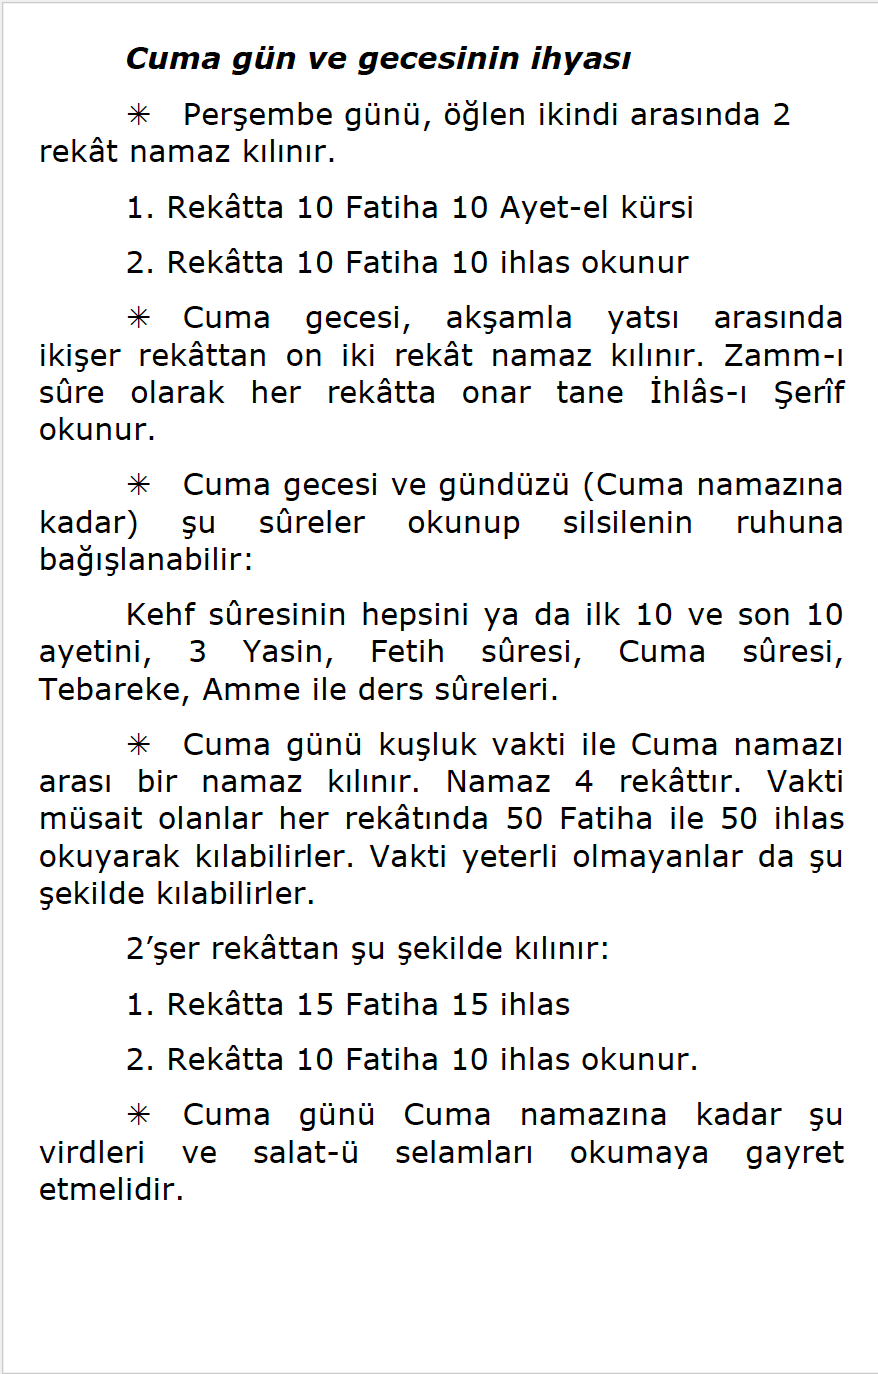 Cuma gün ve gecesinin ihyası
✳ Perşembe günü, öğlen ikindi arasında 2
rekât namaz kılınır.
1. Rekâtta 10 Fatiha 10 Ayet-el kürsi
2. Rekâtta 10 Fatiha 10 ihlas okunur
✳ Cuma gecesi, akşamla yatsı arasında
ikişer rekâttan on iki rekât namaz kılınır. Zamm-ı
sûre olarak her rekâtta onar tane İhlâs-ı Şerîf
okunur.
✳ Cuma gecesi ve gündüzü (Cuma namazına
kadar) şu sûreler okunup silsilenin ruhuna
bağışlanabilir:
Kehf sûresinin hepsini ya da ilk 10 ve son 10
ayetini, 3 Yasin, Fetih sûresi, Cuma sûresi,
Tebareke, Amme ile ders sûreleri.
✳ Cuma günü kuşluk vakti ile Cuma namazı
arası bir namaz kılınır. Namaz 4 rekâttır. Vakti
müsait olanlar her rekâtında 50 Fatiha ile 50 ihlas
okuyarak kılabilirler. Vakti yeterli olmayanlar da şu
şekilde kılabilirler.
2’şer rekâttan şu şekilde kılınır:
1. Rekâtta 15 Fatiha 15 ihlas
2. Rekâtta 10 Fatiha 10 ihlas okunur.
✳ Cuma günü Cuma namazına kadar şu
virdleri ve salat-ü selamları okumaya gayret
etmelidir.